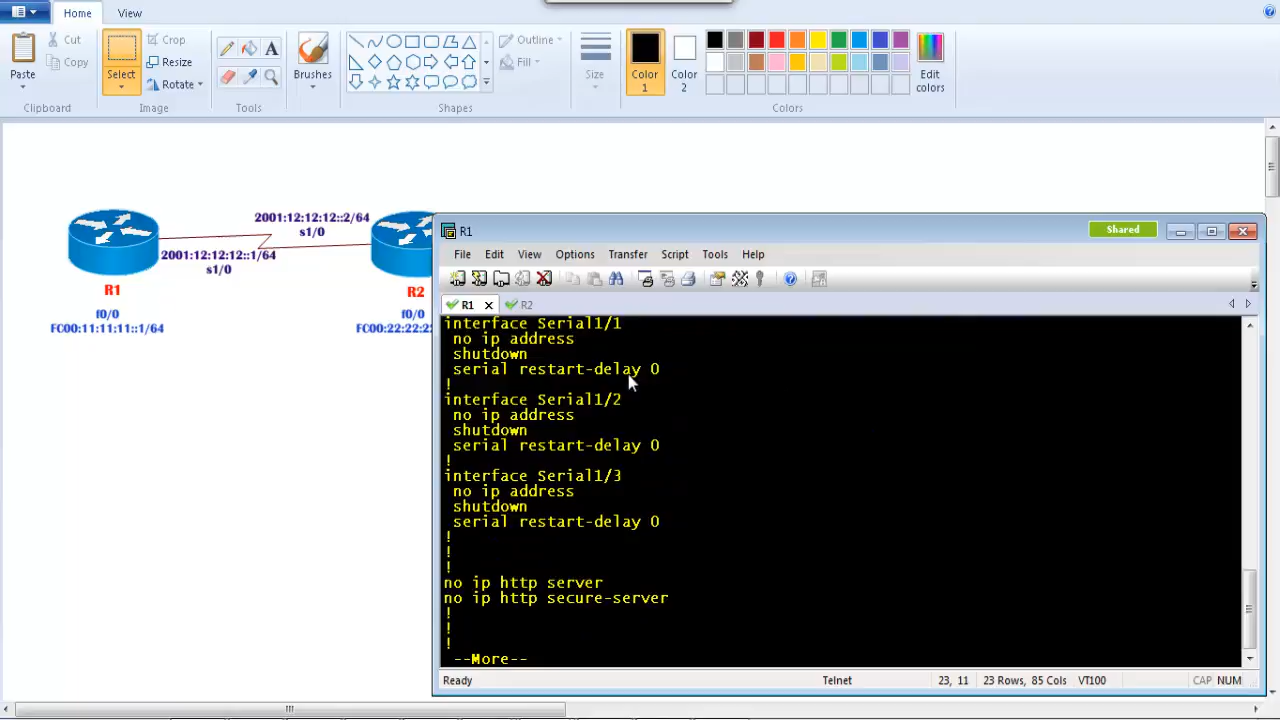 Home
View
Paste
Cut
Copy
Clipboard
Select
Crop
Resize
Rotate
Image
A
Tools
Brushes
Shapes
Outline
Fill
Size
Color
1
Color
2
Edit
colors
Colors
2001:12:12:12::2/64
s1/0
2001:12:12:12::1/64
s1/0
R1
f0/0
FC00:11:11:11::1/64
R2
f0/0
FC00:22:22:2
R1
Shared
File Edit View Options Transfer Script Tools Help
R1
R2
interface Serial1/1
no ip address
shutdown
serial restart-delay 0
!
interface Serial1/2
no ip address
shutdown
serial restart-delay 0
!
interface Serial1/3
no ip address
shutdown
serial restart-delay 0
!
!
!
no ip http server
no ip http secure-server
!
!
!
--More--
Ready
Telnet
23, 11
23 Rows, 85 Cols
VT100
CAP NUM